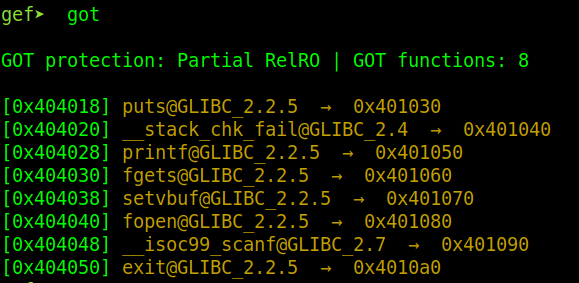 gef➤  got
GOT protection: Partial RelRO | GOT functions: 8
[0x404018] puts@GLIBC_2.2.5  →  0x401030
[0x404020] __stack_chk_fail@GLIBC_2.4  →  0x401040
[0x404028] printf@GLIBC_2.2.5  →  0x401050
[0x404030] fgets@GLIBC_2.2.5  →  0x401060
[0x404038] setvbuf@GLIBC_2.2.5  →  0x401070
[0x404040] fopen@GLIBC_2.2.5  →  0x401080
[0x404048] __isoc99_scanf@GLIBC_2.7  →  0x401090
[0x404050] exit@GLIBC_2.2.5  →  0x4010a0